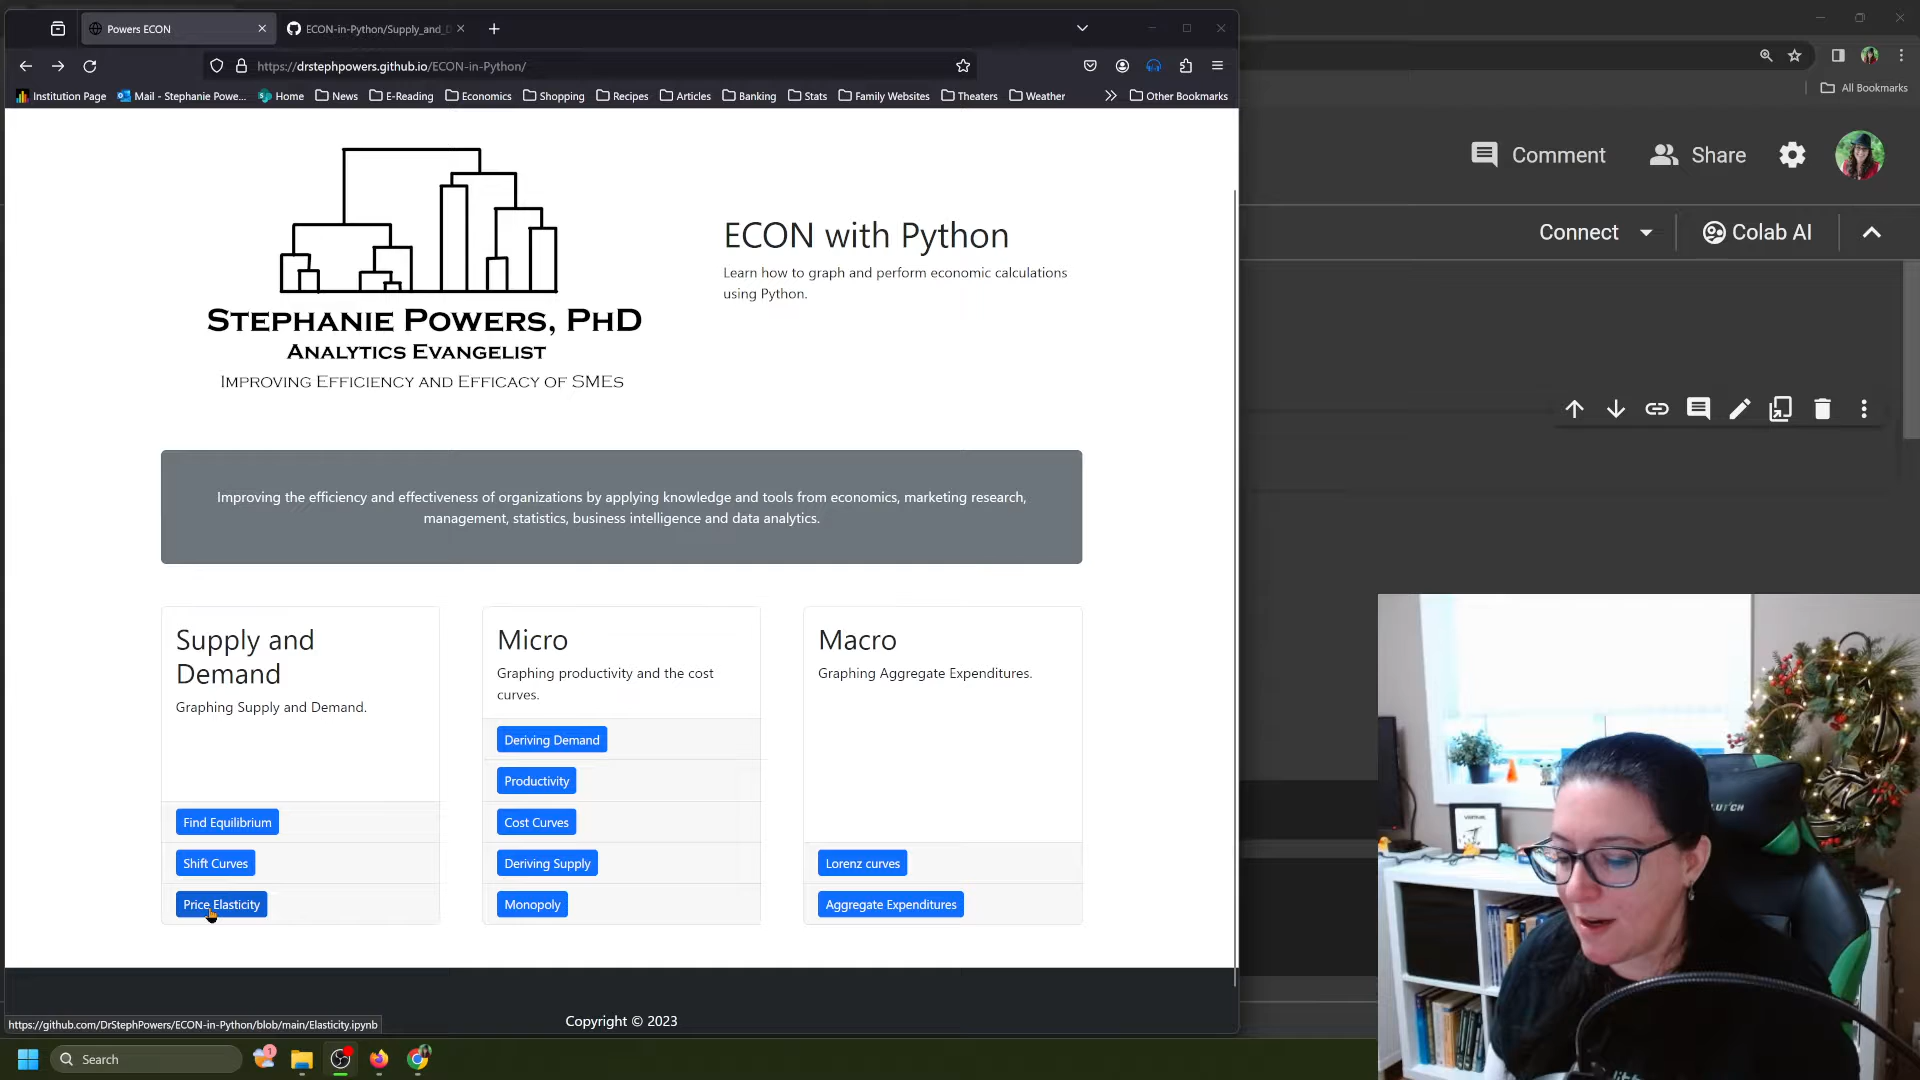 Powers ECON
ECON-in-Python/Supply_and_D
https://drstephpowers.github.io/ECON-in-Python/
Institution Page
Mail - Stephanie Powe...
Home
News
E-Reading
Economics
Shopping
Recipes
Articles
Banking
Stats
Family Websites
Theaters
Weather
Other Bookmarks
All Bookmarks
Comment
Share
Connect
Colab AI
STEPHANIE POWERS, PHD
ANALYTICS EVANGELIST
IMPROVING EFFICIENCY AND EFFICACY OF SMES
ECON with Python
Learn how to graph and perform economic calculations
using Python.
Improving the efficiency and effectiveness of organizations by applying knowledge and tools from economics, marketing research,
management, statistics, business intelligence and data analytics.
Supply and
Demand
Graphing Supply and Demand.
Find Equilibrium
Shift Curves
Price Elasticity
Micro
Graphing productivity and the cost
curves.
Deriving Demand
Productivity
Cost Curves
Deriving Supply
Monopoly
Macro
Graphing Aggregate Expenditures.
Lorenz curves
Aggregate Expenditures
Copyright © 2023
https://github.com/DrStephPowers/ECON-in-Python/blob/main/Elasticity.ipynb
Search
1